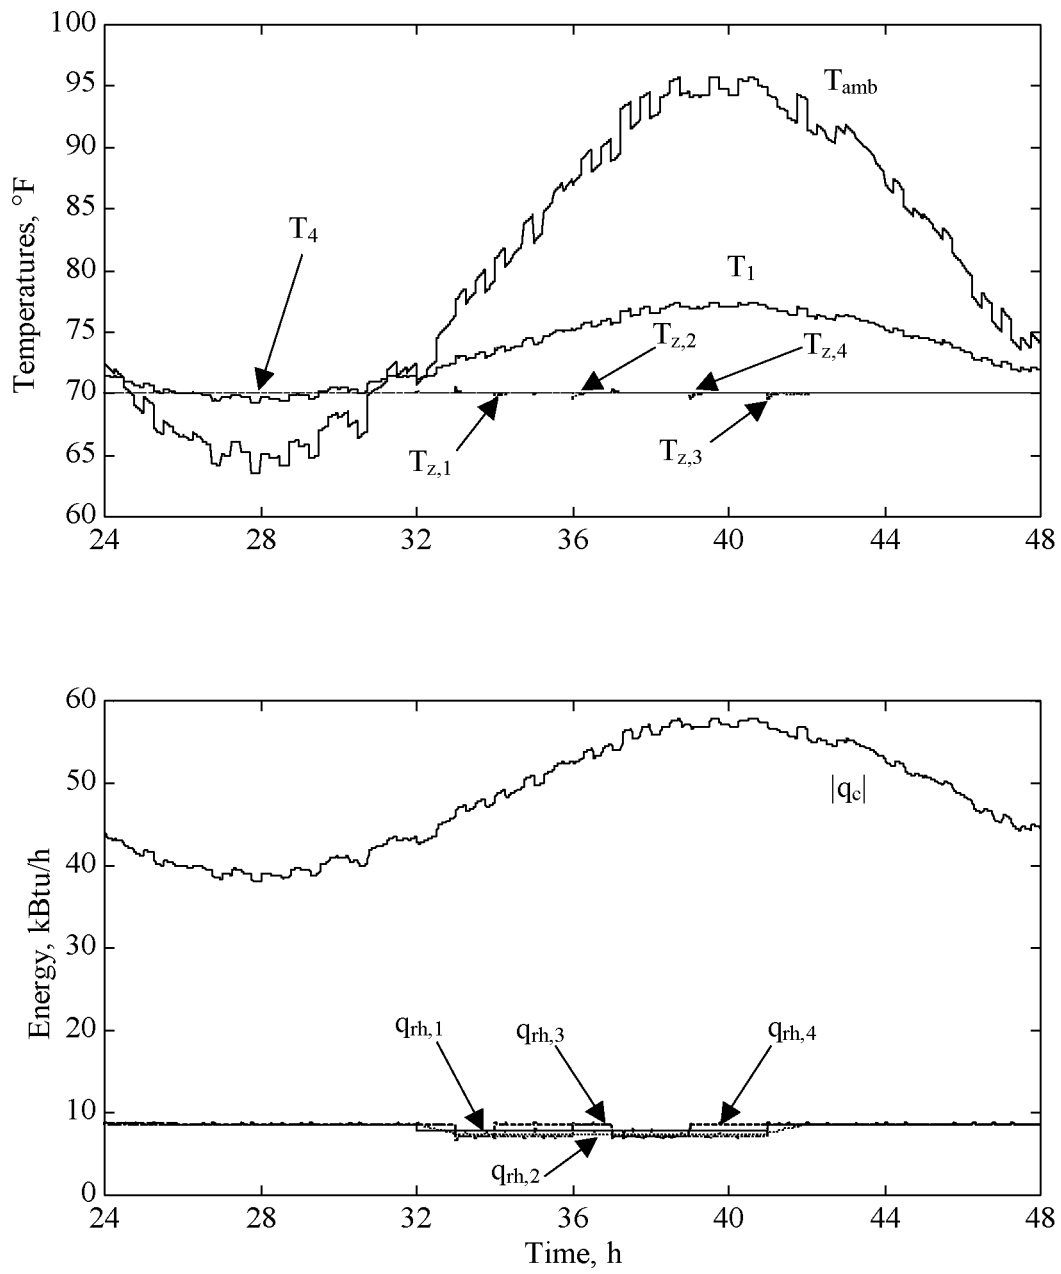 100
95
90
85
80
75
70
65
60
Temperatures, °F
T4
Tamb
T1
Tz,2
Tz,4
Tz,1
Tz,3
24 28 32 36 40 44 48
60
50
40
30
20
10
0
Energy, kBtu/h
|qc|
qrh,1
qrh,3
qrh,4
qrh,2
24 28 32 36 40 44 48
Time, h